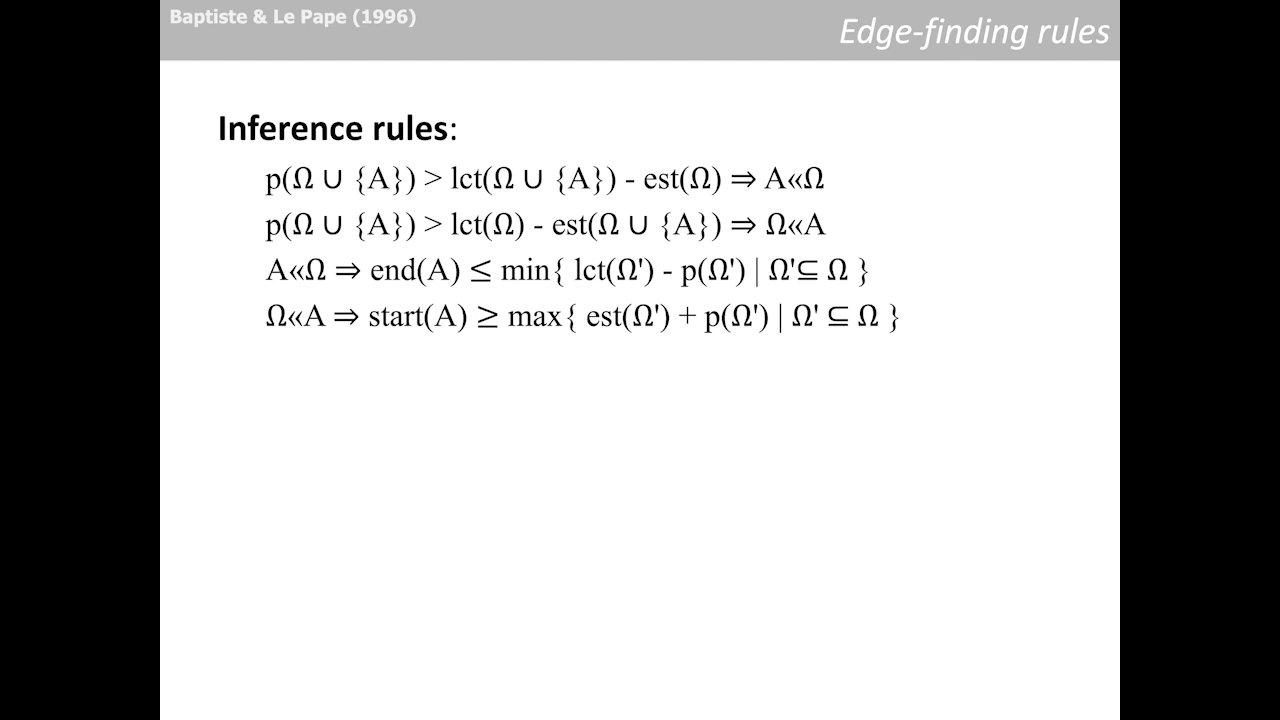 Baptiste & Le Pape (1996)
Edge-finding rules
Inference rules:
p(Ω ∪ {A}) > lct(Ω ∪ {A}) - est(Ω) ⇒ A«Ω
p(Ω ∪ {A}) > lct(Ω) - est(Ω ∪ {A}) ⇒ Ω«A
A«Ω ⇒ end(A) ≤ min{ lct(Ω') - p(Ω') | Ω'⊆ Ω }
Ω«A ⇒ start(A) ≥ max{ est(Ω') + p(Ω') | Ω' ⊆ Ω }